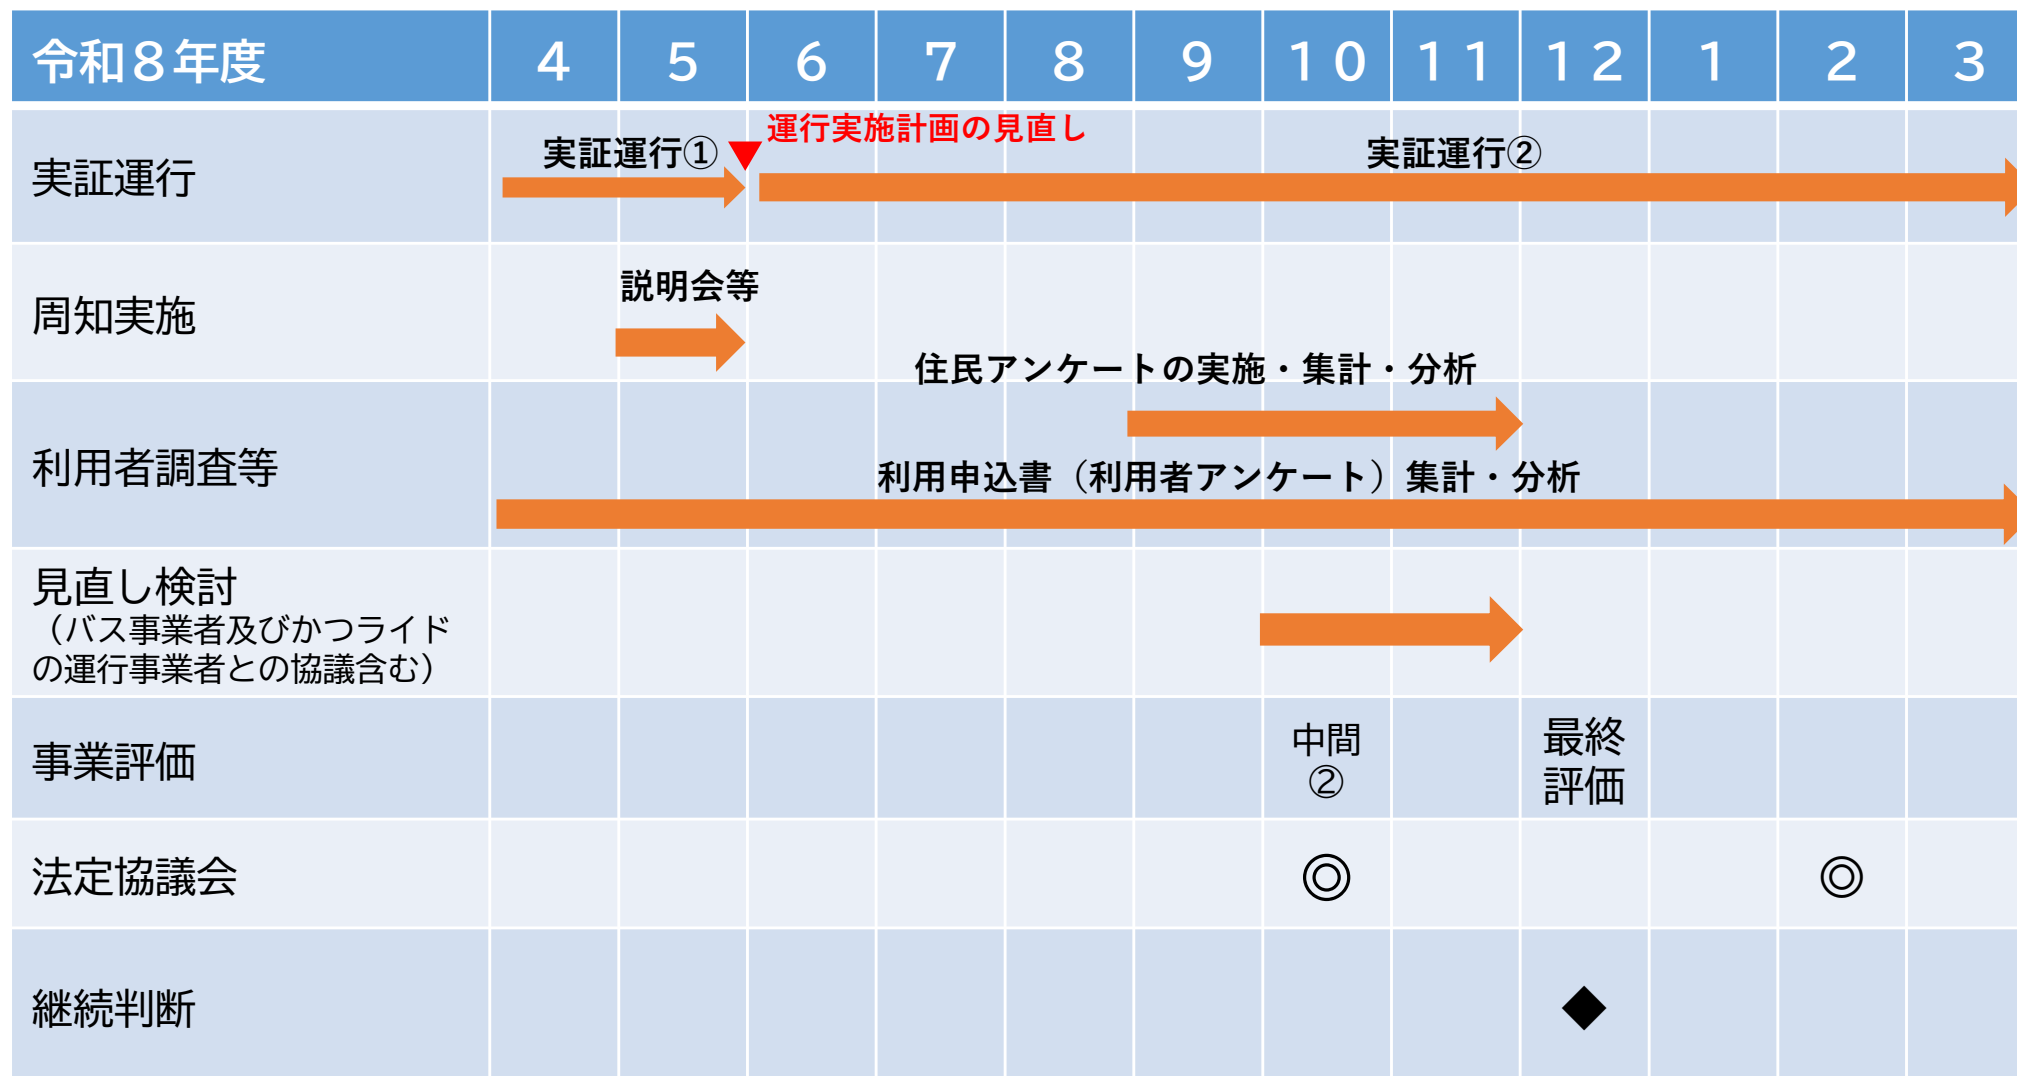 令和８年度 ４ ５ ６ ７ ８ ９ １０ １１ １２ １ ２ ３
運行実施計画の見直し
実証運行 実証運行① 実証運行②
説明会等
周知実施
住民アンケートの実施・集計・分析
利用者調査等
利用申込書（利用者アンケート）集計・分析
見直し検討
（バス事業者及びかつライド
の運行事業者との協議含む）
事業評価
中間
②
最終
評価
法定協議会 ◎ ◎
継続判断 ◆